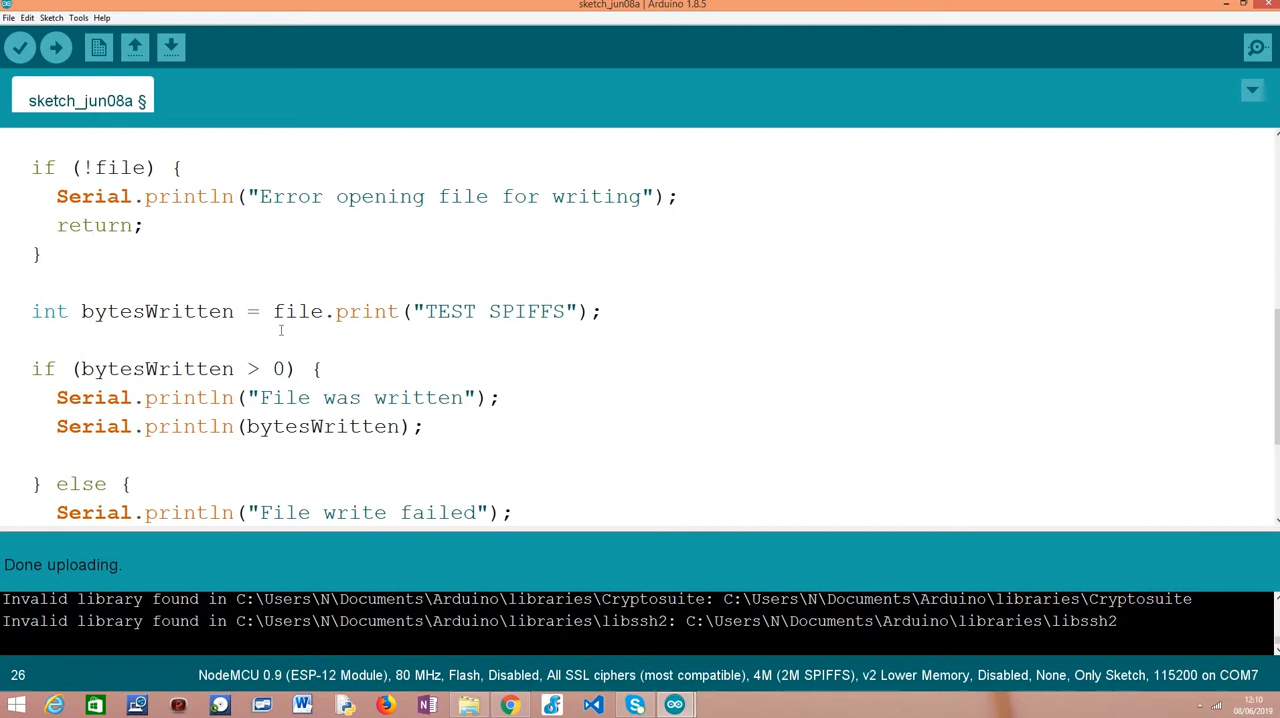 sketch_jun08a | Arduino 1.8.5
File Edit Sketch Tools Help
sketch_jun08a §
if (!file) {
Serial.println("Error opening file for writing");
return;
}
int bytesWritten = file.print("TEST SPIFFS");
if (bytesWritten > 0) {
Serial.println("File was written");
Serial.println(bytesWritten);
} else {
Serial.println("File write failed");
Done uploading.
Invalid library found in C:\Users\N\Documents\Arduino\libraries\Cryptosuite: C:\Users\N\Documents\Arduino\libraries\Cryptosuite
Invalid library found in C:\Users\N\Documents\Arduino\libraries\libssh2: C:\Users\N\Documents\Arduino\libraries\libssh2
26 NodeMCU 0.9 (ESP-12 Module), 80 MHz, Flash, Disabled, All SSL ciphers (most compatible), 4M (2M SPIFFS), v2 Lower Memory, Disabled, None, Only Sketch, 115200 on COM7
12:10
08/06/2019